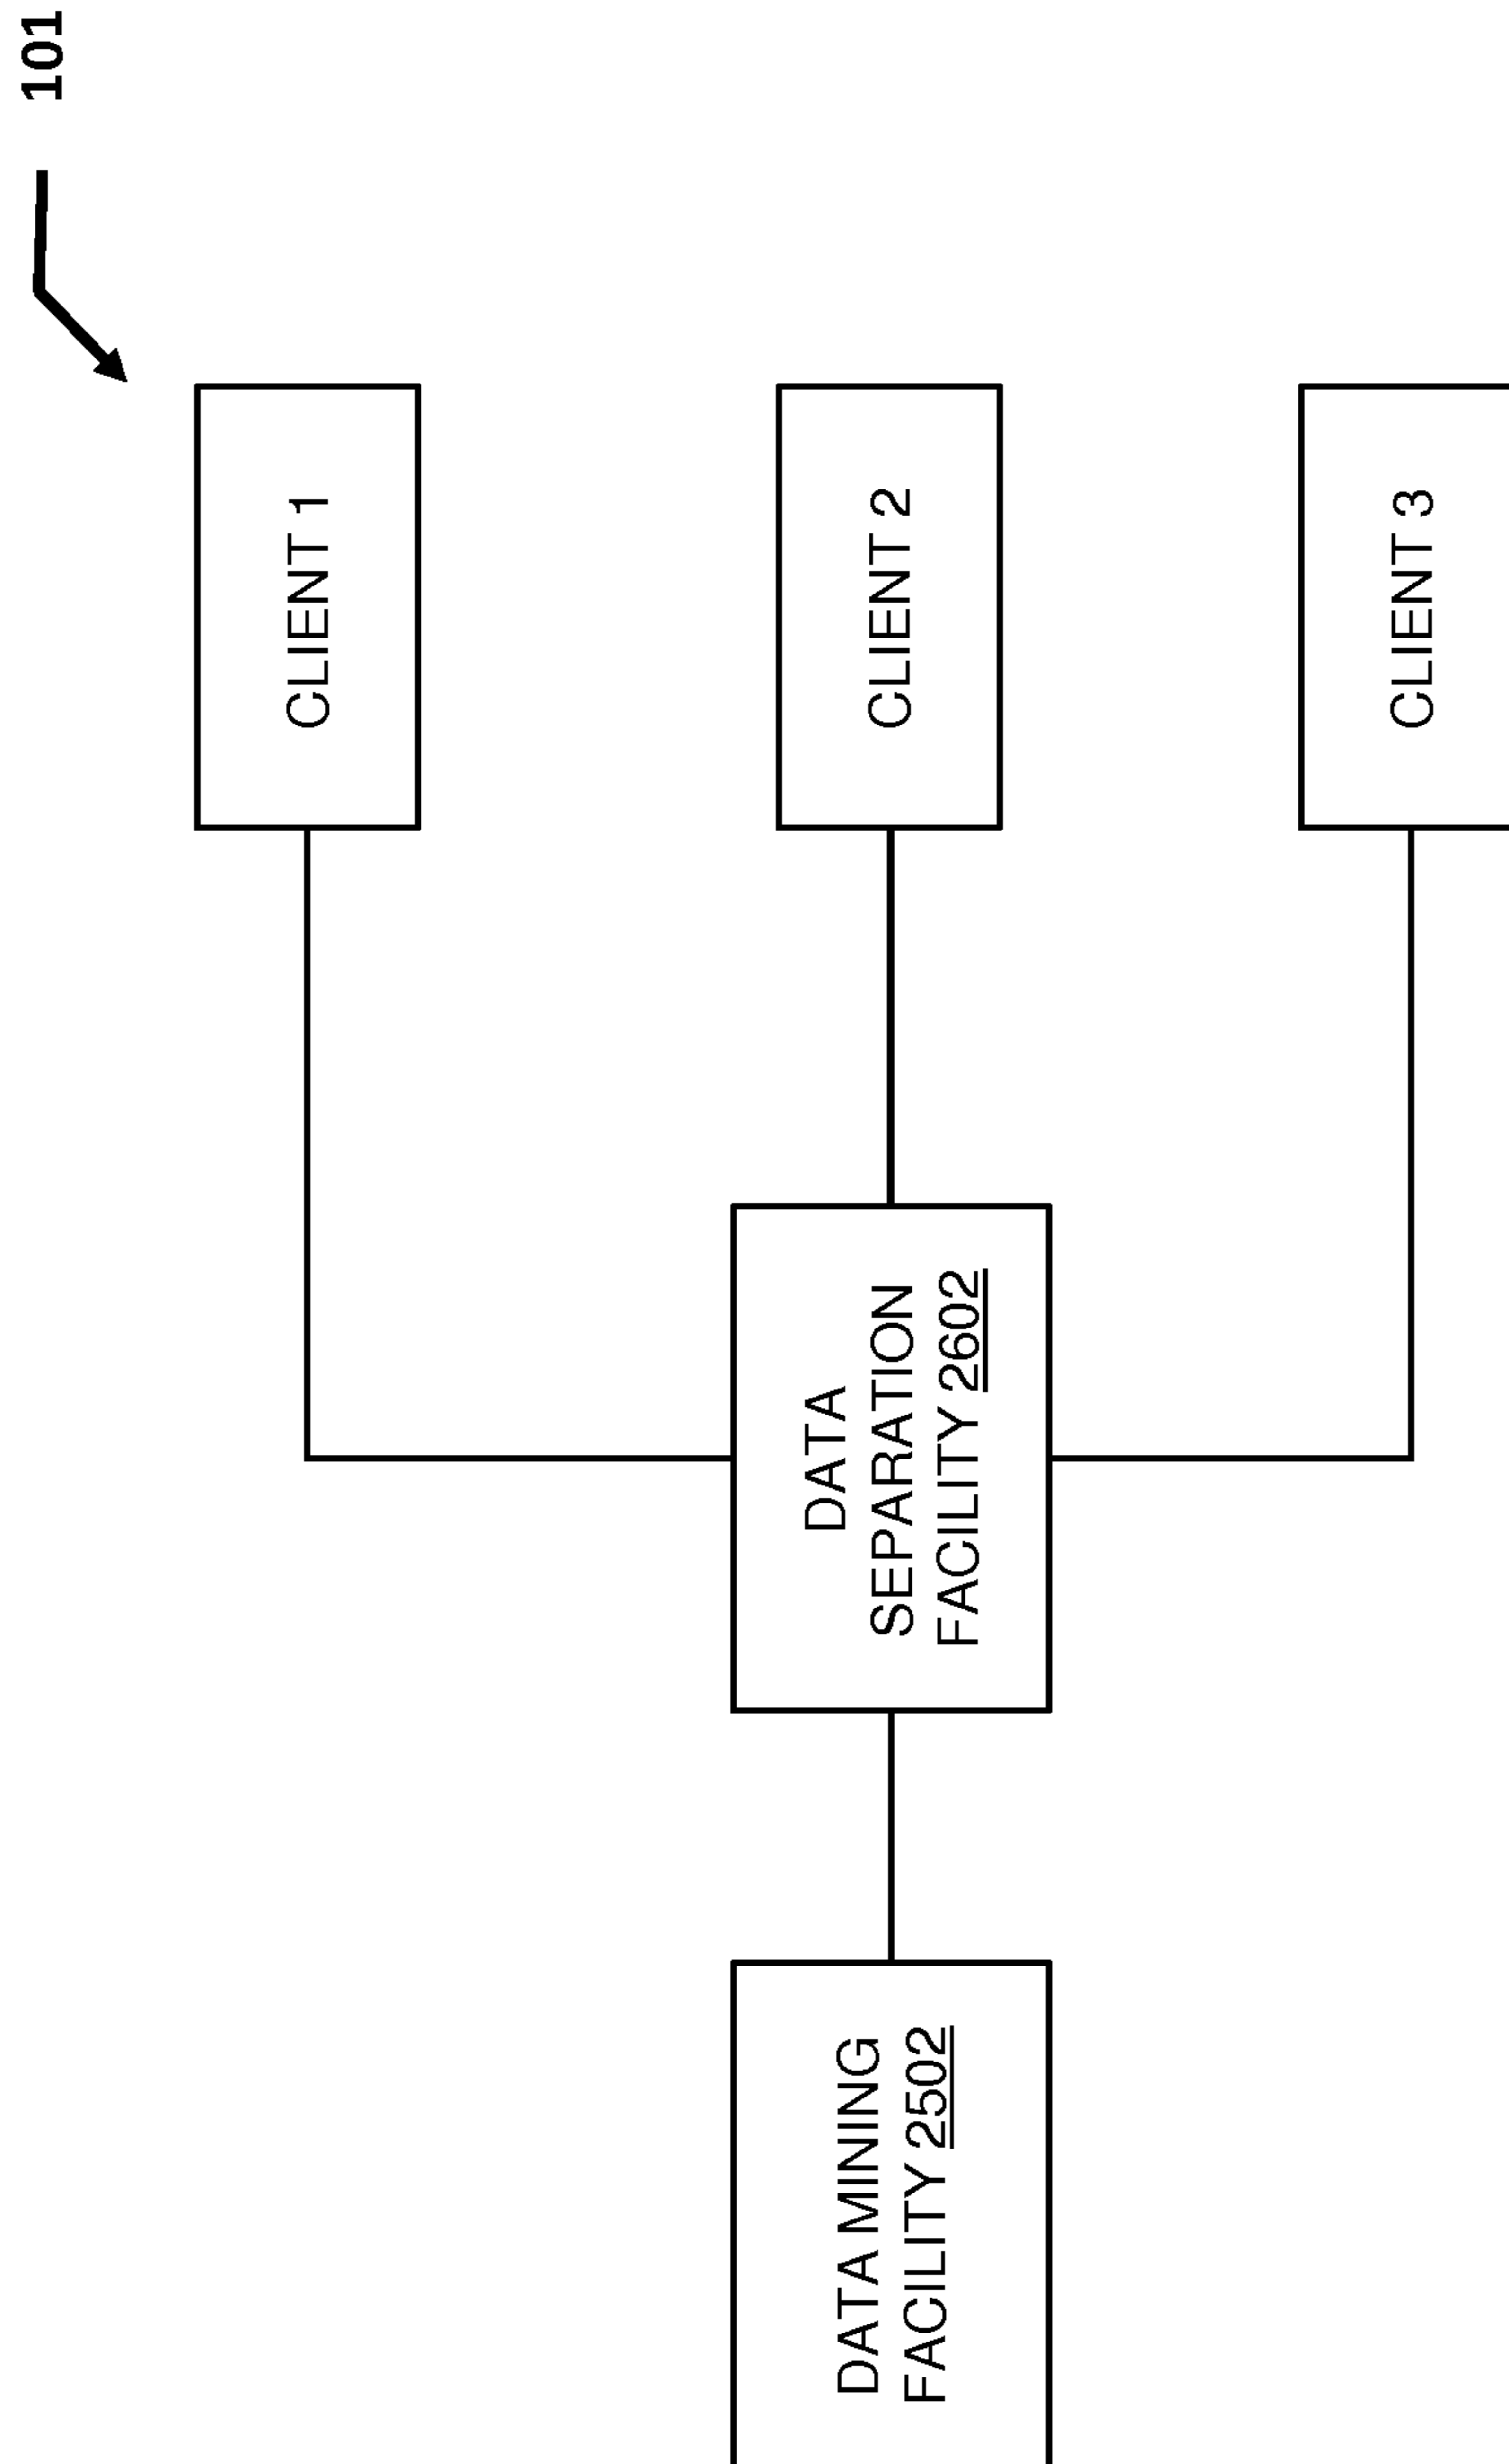 101
CLIENT 1
CLIENT 2
CLIENT 3
DATA
SEPARATION
FACILITY 2602
DATA MINING
FACILITY 2502